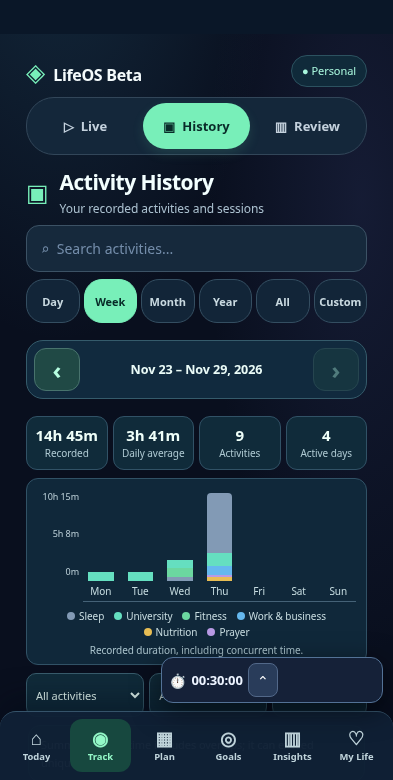 LifeOS Beta
Personal
Live
History
Review
Activity History
Your recorded activities and sessions
Search activities...
Day
Week
Month
Year
All
Custom
Nov 23 – Nov 29, 2026
14h 45m
Recorded
3h 41m
Daily average
9
Activities
4
Active days
10h 15m
5h 8m
0m
Mon Tue Wed Thu Fri Sat Sun
Sleep University Fitness Work & business
Nutrition Prayer
Recorded duration, including concurrent time.
00:30:00
All activities
Today
Track
Plan
Goals
Insights
My Life